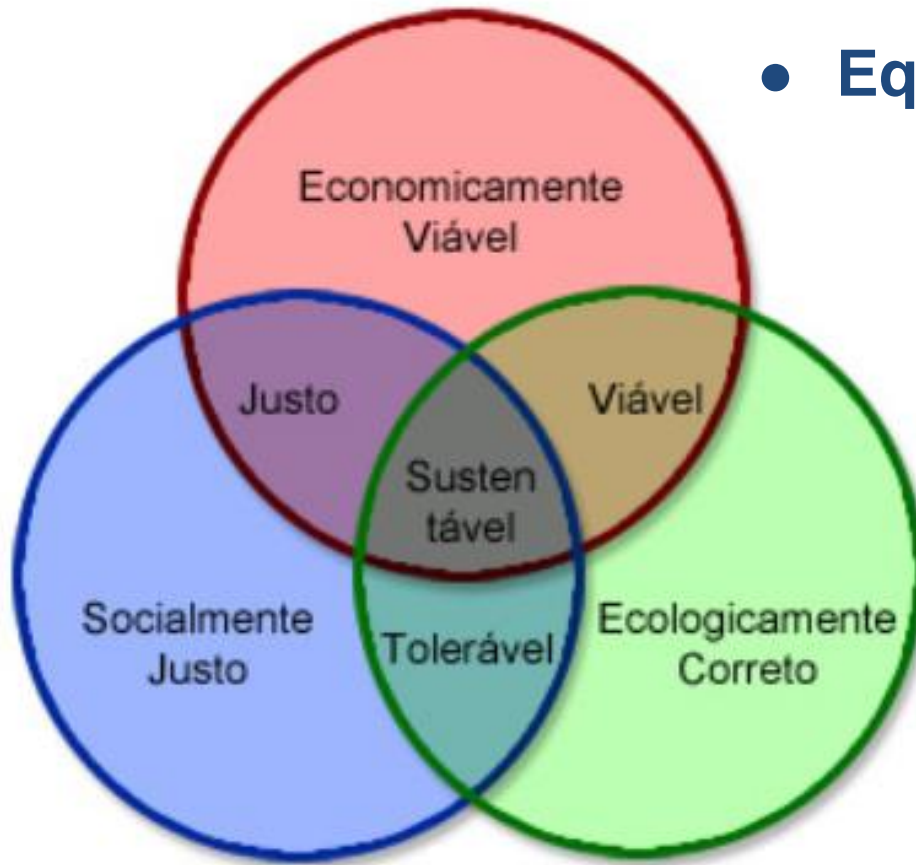 • Eq
Economicamente
Viável
Justo
Viável
Susten
tável
Socialmente
Justo
Tolerável
Ecologicamente
Correto